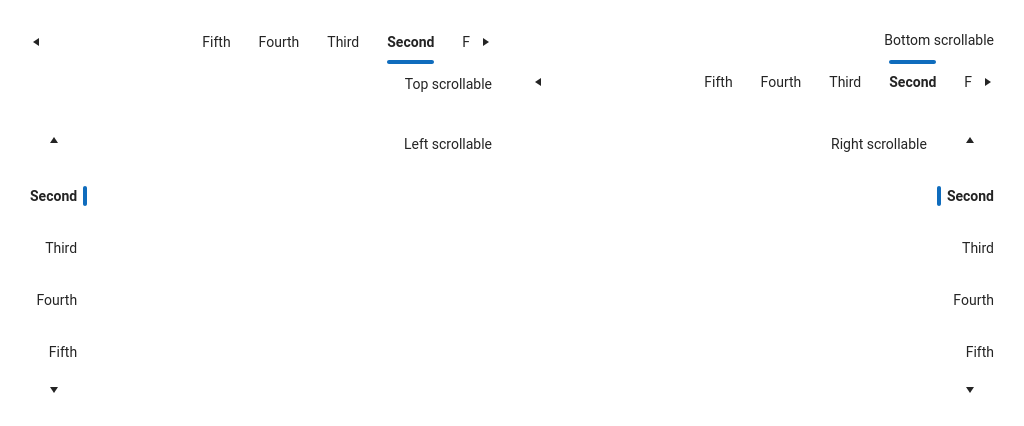 Fifth Fourth Third Second F
Top scrollable
Bottom scrollable
Fifth Fourth Third Second F
Left scrollable
Second
Third
Fourth
Fifth
Right scrollable
Second
Third
Fourth
Fifth